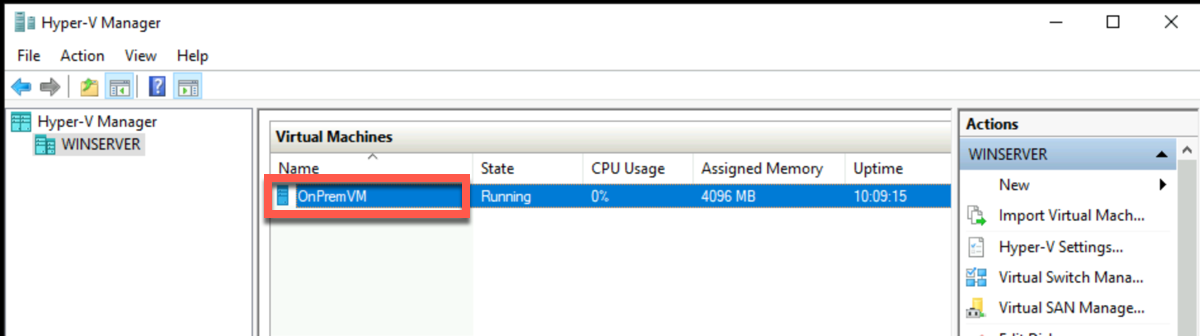 Hyper-V Manager
File Action View Help
Hyper-V Manager
WINSERVER
Virtual Machines
Name State CPU Usage Assigned Memory Uptime
OnPremVM Running 0% 4096 MB 10:09:15
Actions
WINSERVER
New
Import Virtual Mach...
Hyper-V Settings...
Virtual Switch Mana...
Virtual SAN Manage...